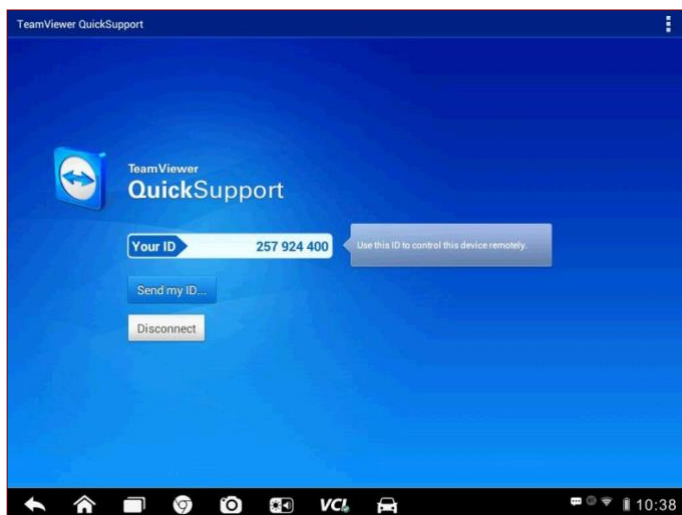 TeamViewer QuickSupport
TeamViewer
QuickSupport
Your ID 257 924 400
Use this ID to control this device remotely.
Send my ID...
Disconnect
VCI
10:38